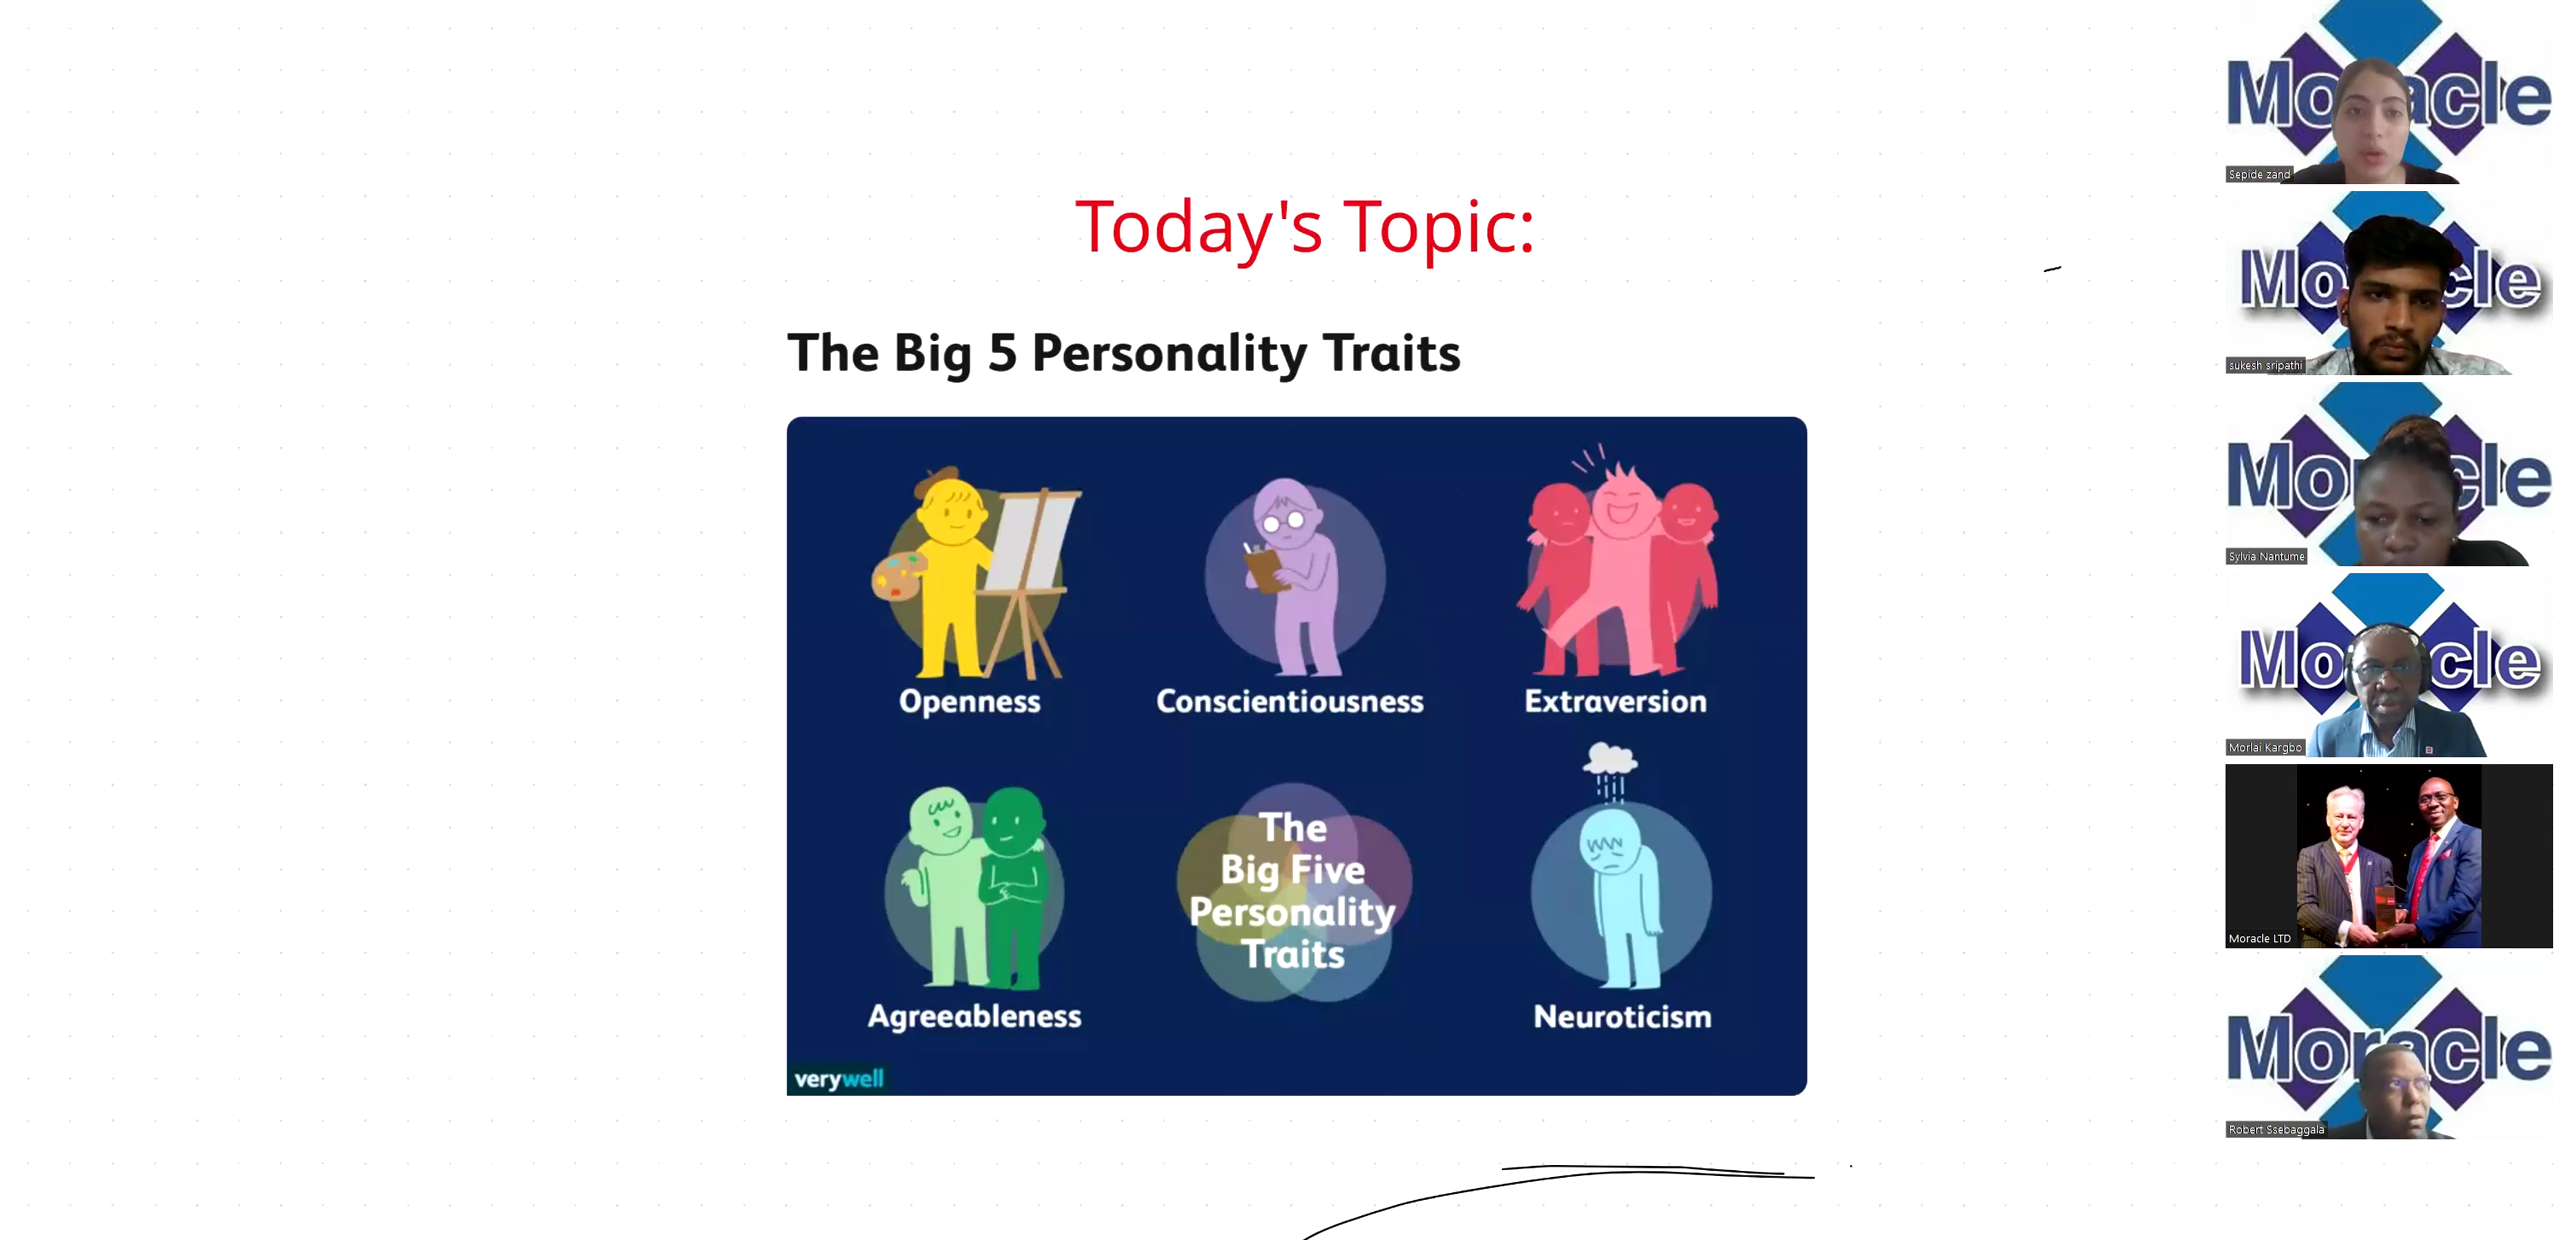 Today's Topic:
The Big 5 Personality Traits
Openness
Conscientiousness
Extraversion
Agreeableness
The
Big Five
Personality
Traits
Neuroticism
verywell
Moracle
Sepide zand
Moracle
sukesh sripathi
Moracle
Sylvia Nantume
Moracle
Morlai Kargbo
Moracle LTD
Moracle
Robert Ssebaggala